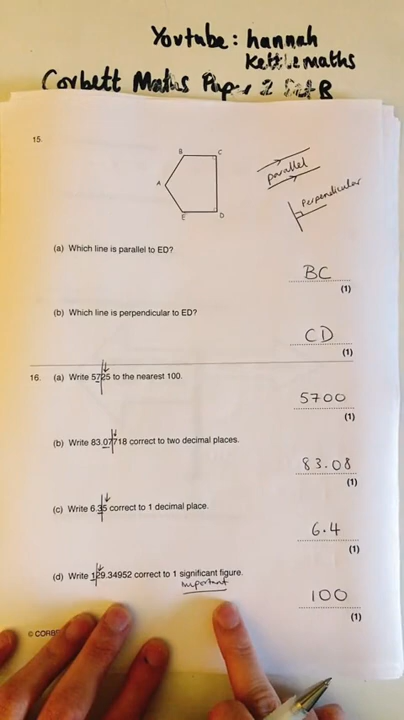 Youtube: hannah
kettlemaths
Corbett Maths Paper 2 Set B
15.
B C
A
E D
parallel
Perpendicular
(a) Which line is parallel to ED?
BC
(1)
(b) Which line is perpendicular to ED?
CD
(1)
16. (a) Write 5725 to the nearest 100.
5700
(1)
(b) Write 83.07718 correct to two decimal places.
83.08
(1)
(c) Write 6.35 correct to 1 decimal place.
6.4
(1)
(d) Write 129.34952 correct to 1 significant figure.
important
100
(1)